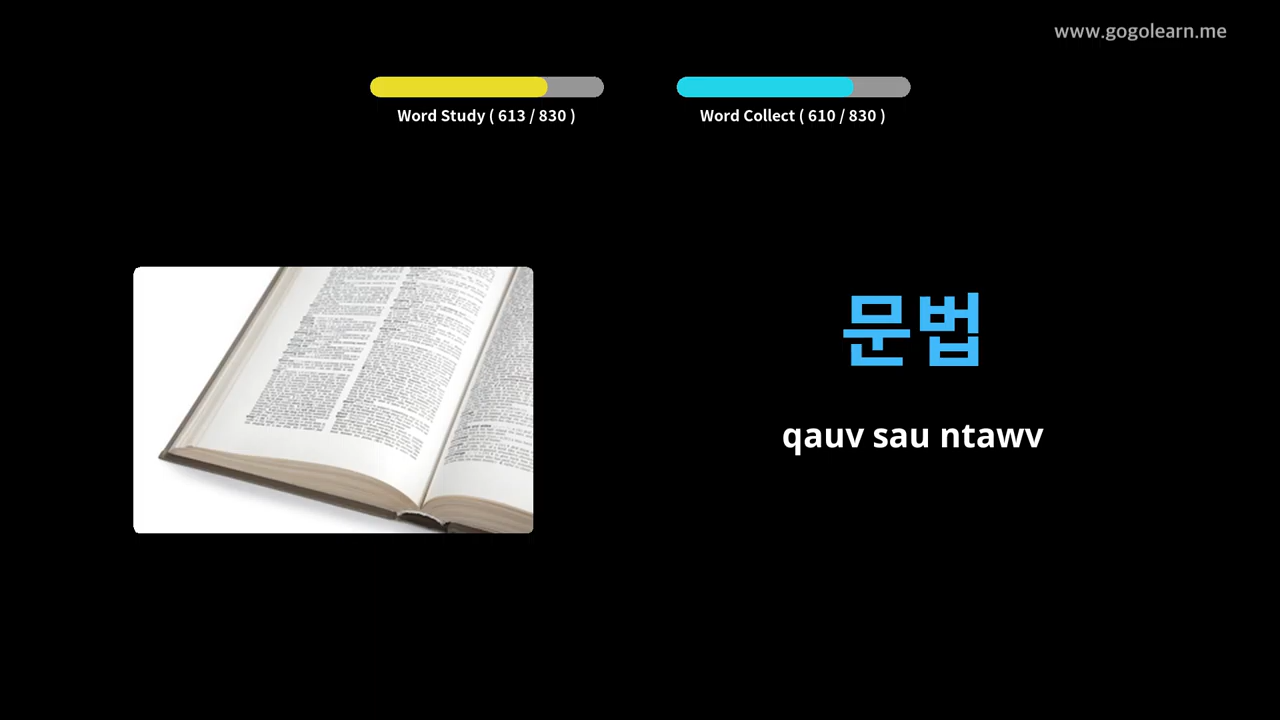 www.gogolearn.me
Word Study ( 613 / 830 )
Word Collect ( 610 / 830 )
문법
qauv sau ntawv